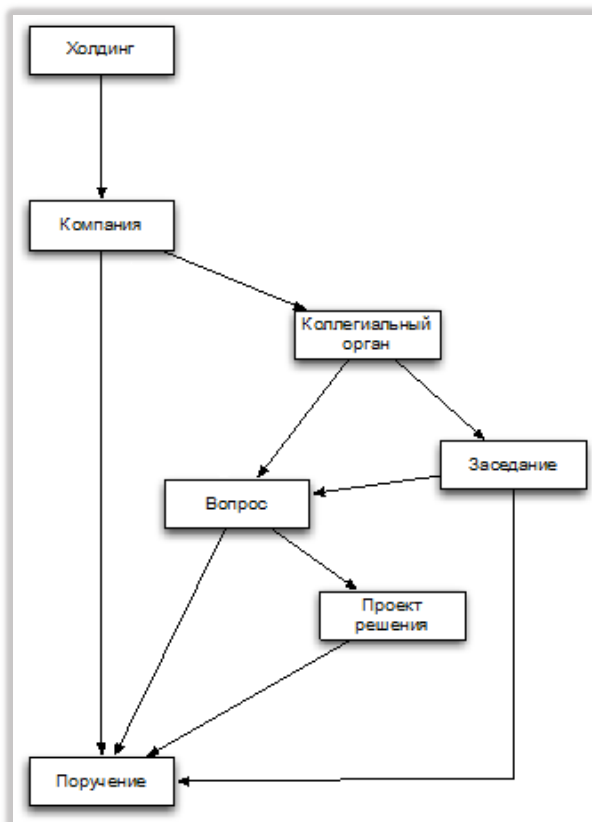 Холдинг
Компания
Коллегиальный
орган
Заседание
Вопрос
Проект
решения
Поручение